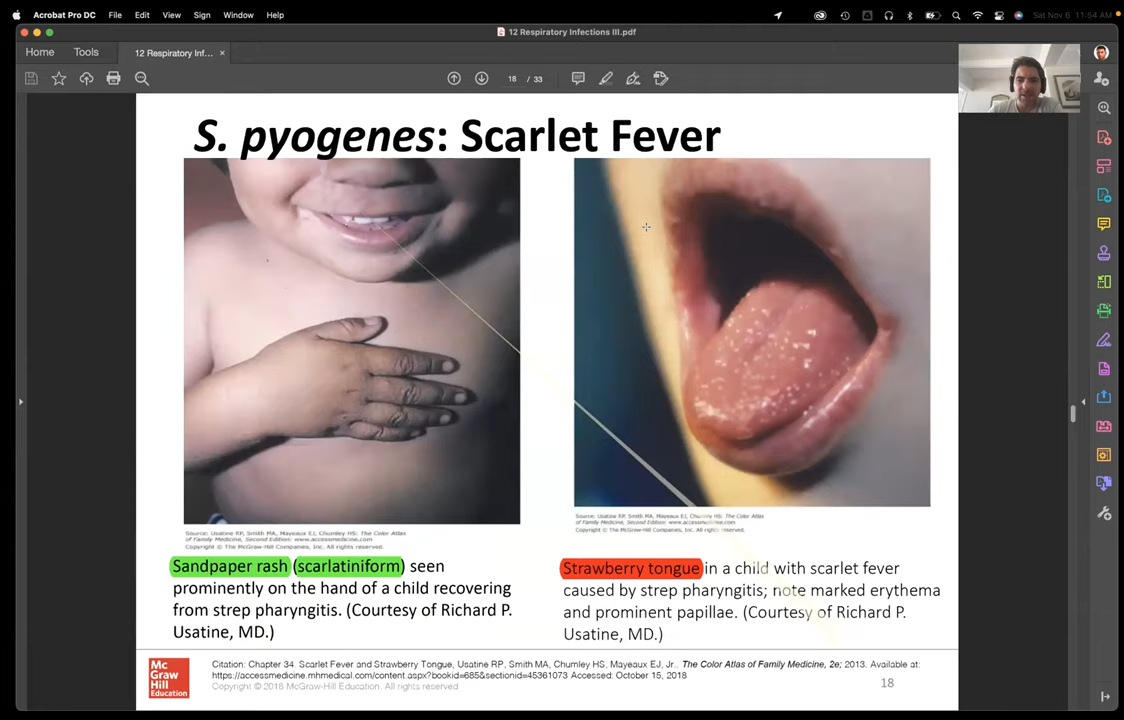 Acrobat Pro DC File Edit View Sign Window Help Sat Nov 6 11:54 AM
12 Respiratory Infections III.pdf
Home Tools 12 Respiratory Inf... ×
18 / 33
S. pyogenes: Scarlet Fever
Source: Usatine RP, Smith MA, Mayeaux EJ, Chumley HS: The Color Atlas
of Family Medicine, Second Edition: www.accessmedicine.com
Copyright © The McGraw-Hill Companies, Inc. All rights reserved.
Source: Usatine RP, Smith MA, Mayeaux EJ, Chumley HS: The Color Atlas
of Family Medicine, Second Edition: www.accessmedicine.com
Copyright © The McGraw-Hill Companies, Inc. All rights reserved.
Sandpaper rash (scarlatiniform) seen
prominently on the hand of a child recovering
from strep pharyngitis. (Courtesy of Richard P.
Usatine, MD.)
Strawberry tongue in a child with scarlet fever
caused by strep pharyngitis; note marked erythema
and prominent papillae. (Courtesy of Richard P.
Usatine, MD.)
Mc
Graw
Hill
Education
Citation: Chapter 34 Scarlet Fever and Strawberry Tongue, Usatine RP, Smith MA, Chumley HS, Mayeaux EJ, Jr.. The Color Atlas of Family Medicine, 2e; 2013. Available at:
https://accessmedicine.mhmedical.com/content.aspx?bookid=685&sectionid=45361073 Accessed: October 15, 2018
Copyright © 2018 McGraw-Hill Education. All rights reserved
18